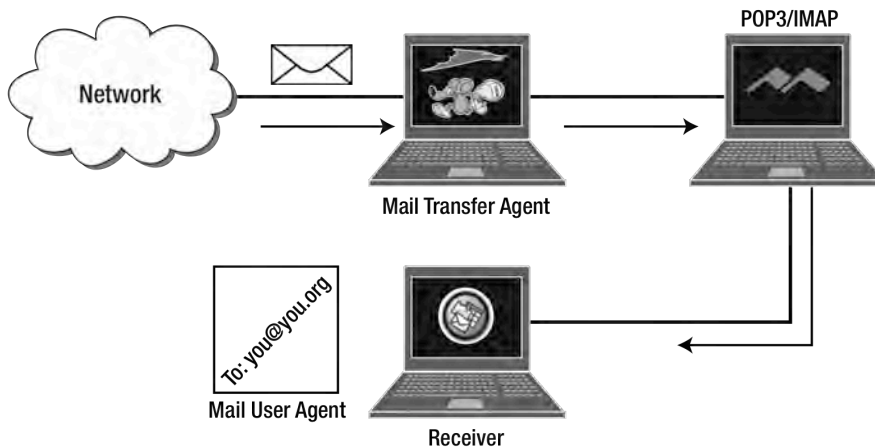 POP3/IMAP
Network
Mail Transfer Agent
To: you@you.org
Mail User Agent
Receiver